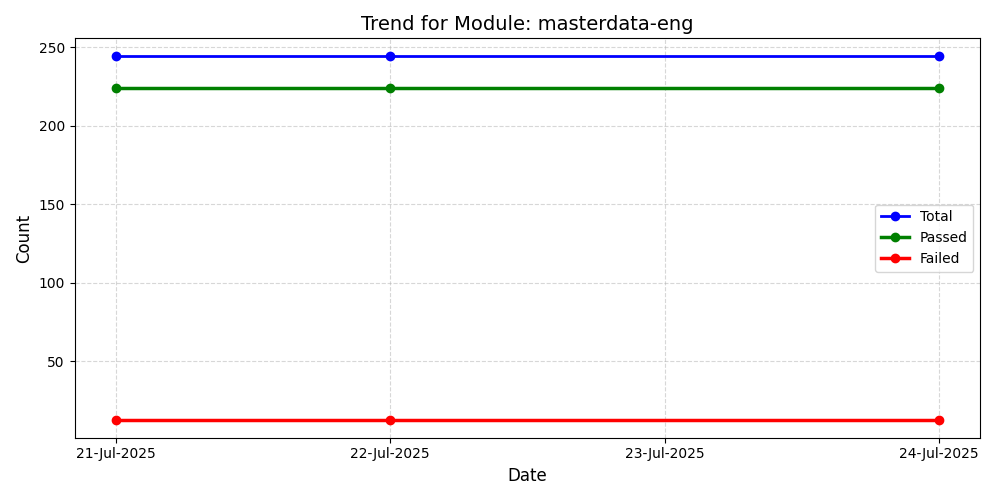 Trend for Module: masterdata-eng
250
200
150
100
50
Count
Total
Passed
Failed
21-Jul-2025 22-Jul-2025 23-Jul-2025 24-Jul-2025
Date